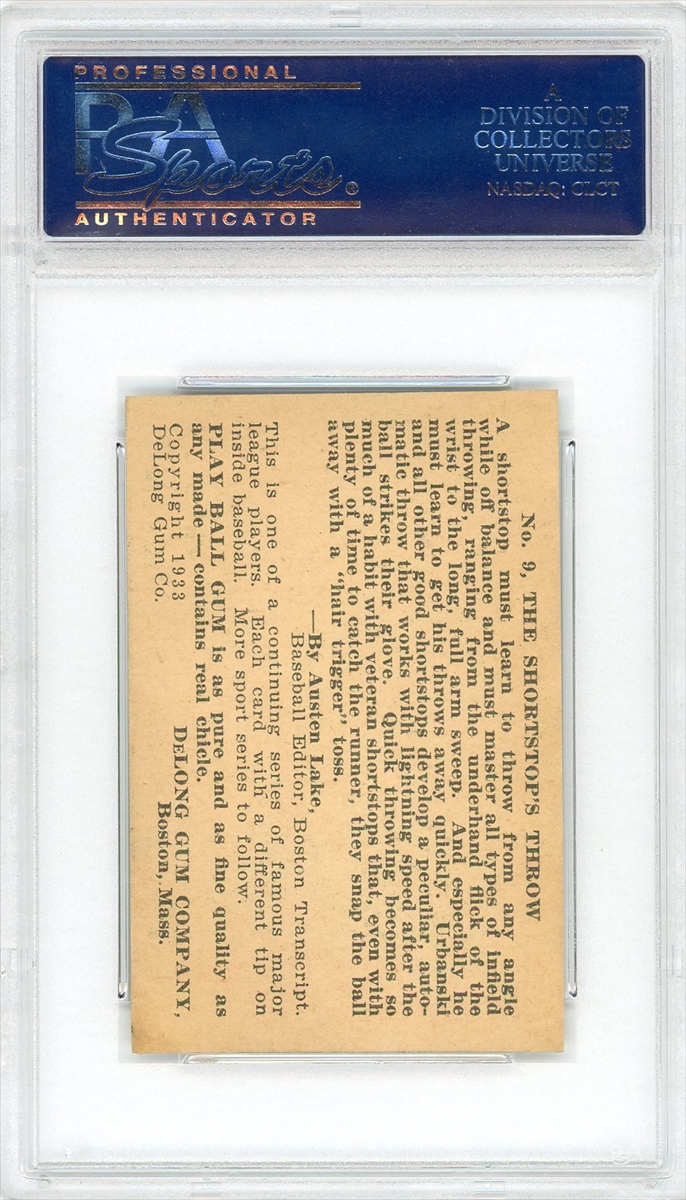 PROFESSIONAL
PSA
Sports®
AUTHENTICATOR
A
DIVISION OF
COLLECTORS
UNIVERSE
NASDAQ: CLCT
No. 9, THE SHORTSTOP'S THROW
A shortstop must learn to throw from any angle
while off balance and must master all types of infield
throwing, ranging from the underhand flick of the
wrist to the long, full arm sweep. And especially he
must learn to get his throws away quickly. Urbanski
and all other good shortstops develop a peculiar, auto-
matic throw that works with lightning speed after the
ball strikes their glove. Quick throwing becomes so
much of a habit with veteran shortstops that, even with
plenty of time to catch the runner, they snap the ball
away with a "hair trigger" toss.
—By Austen Lake,
Baseball Editor, Boston Transcript.
This is one of a continuing series of famous major
league players. Each card with a different tip on
inside baseball. More sport series to follow.
PLAY BALL GUM is as pure and as fine quality as
any made — contains real chicle.
DELONG GUM COMPANY,
Boston, Mass.
Copyright 1933
DeLong Gum Co.